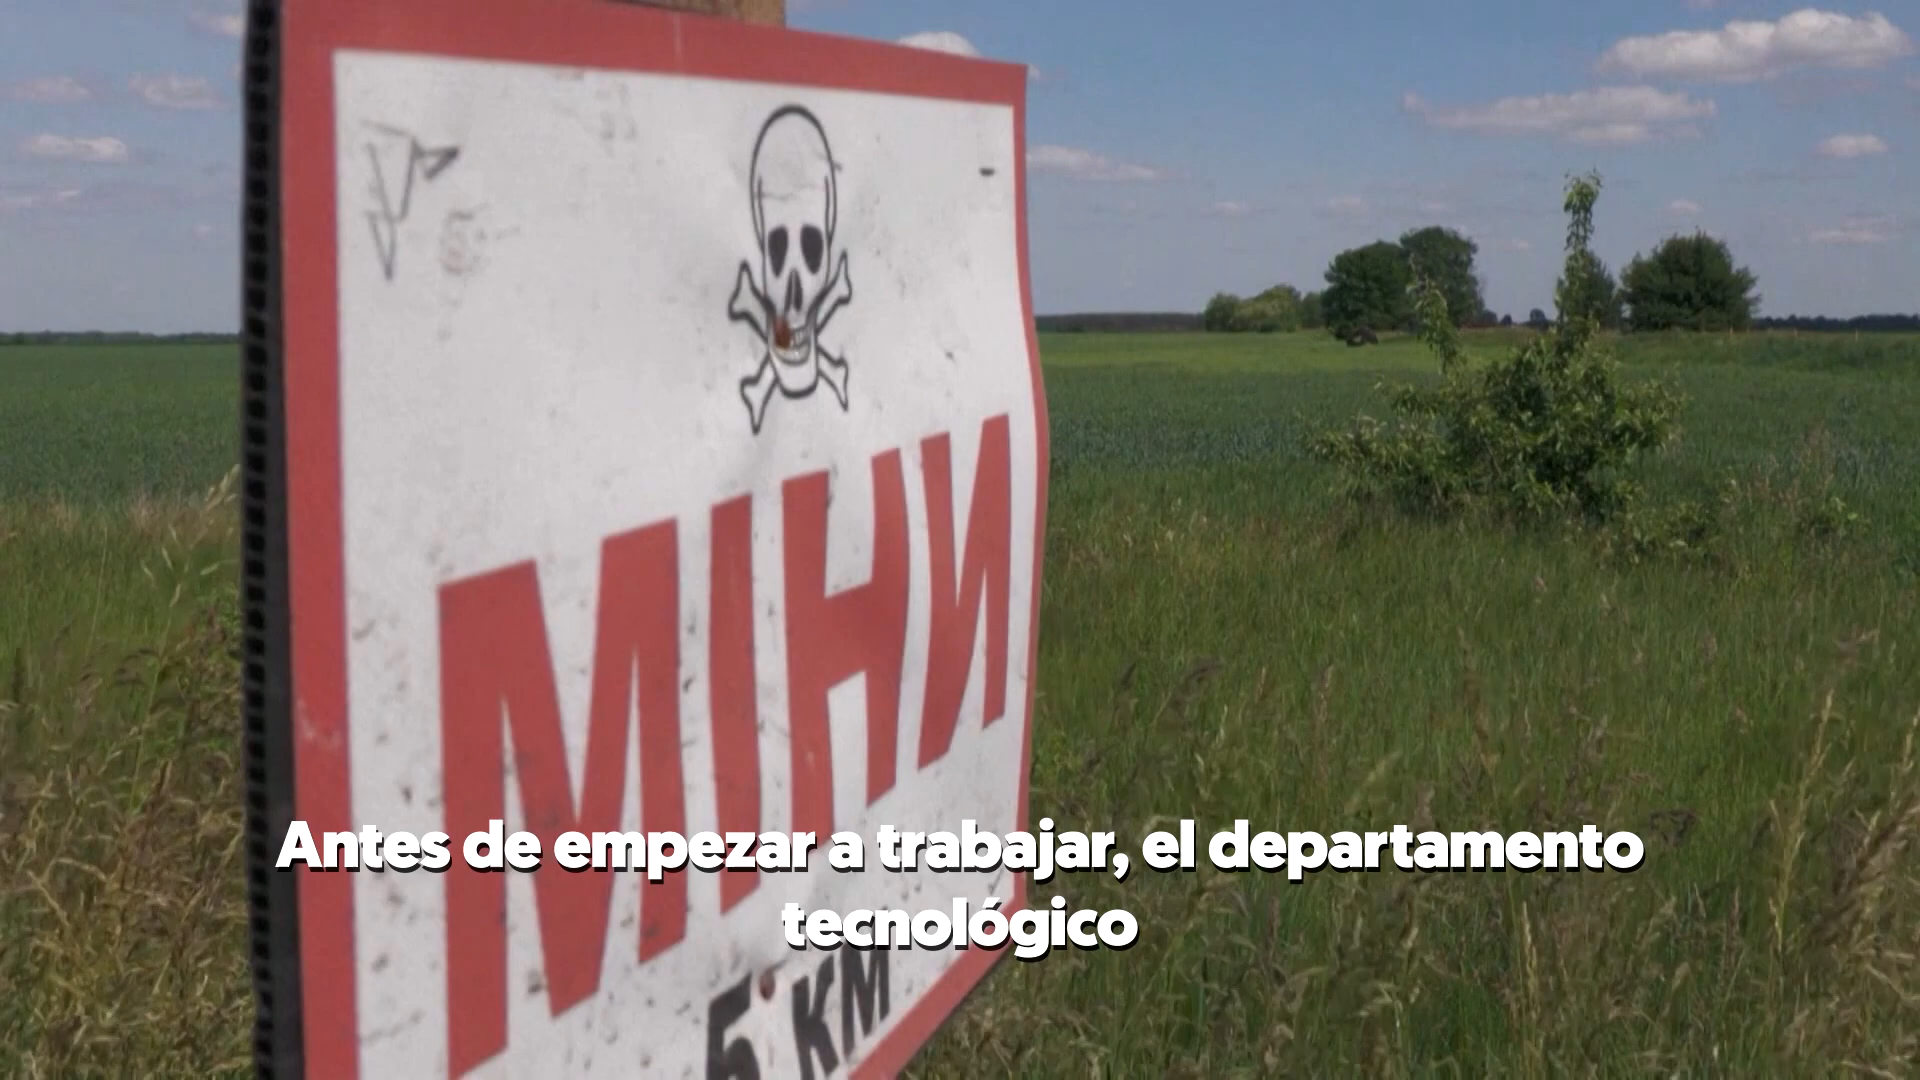 МІНИ
5 КМ
Antes de empezar a trabajar, el departamento
tecnológico